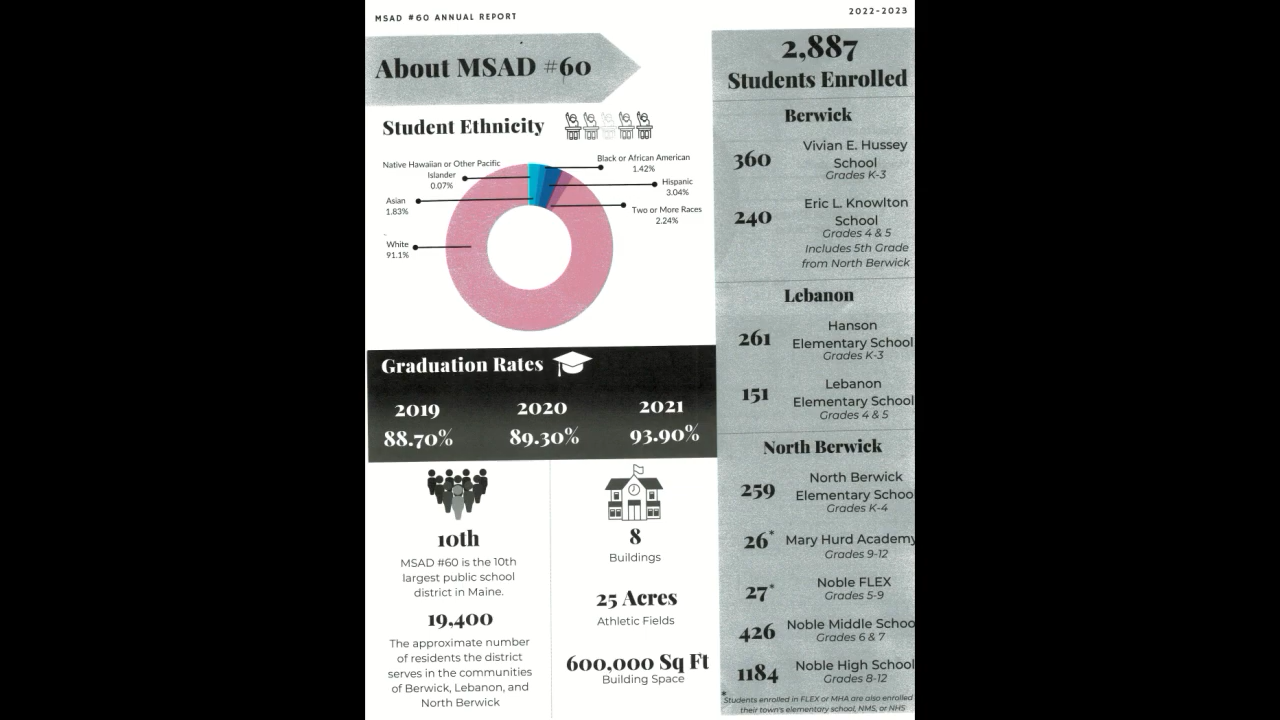 MSAD #60 ANNUAL REPORT
2022-2023
About MSAD #60
Student Ethnicity
Native Hawaiian or Other Pacific
Islander
0.07%
Asian
1.83%
White
91.1%
Black or African American
1.42%
Hispanic
3.04%
Two or More Races
2.24%
Graduation Rates
2019
2020
2021
88.70%
89.30%
93.90%
10th
MSAD #60 is the 10th
largest public school
district in Maine.
19,400
The approximate number
of residents the district
serves in the communities
of Berwick, Lebanon, and
North Berwick
8
Buildings
25 Acres
Athletic Fields
600,000 Sq Ft
Building Space
2,887
Students Enrolled
Berwick
360
Vivian E. Hussey
School
Grades K-3
240
Eric L. Knowlton
School
Grades 4 & 5
Includes 5th Grade
from North Berwick
Lebanon
261
Hanson
Elementary School
Grades K-3
151
Lebanon
Elementary School
Grades 4 & 5
North Berwick
259
North Berwick
Elementary Schoo
Grades K-4
26*
Mary Hurd Academy
Grades 9-12
27*
Noble FLEX
Grades 5-9
426
Noble Middle Schoo
Grades 6 & 7
1184
Noble High School
Grades 8-12
*Students enrolled in FLEX or MHA are also enrolled
their town's elementary school, NMS, or NHS